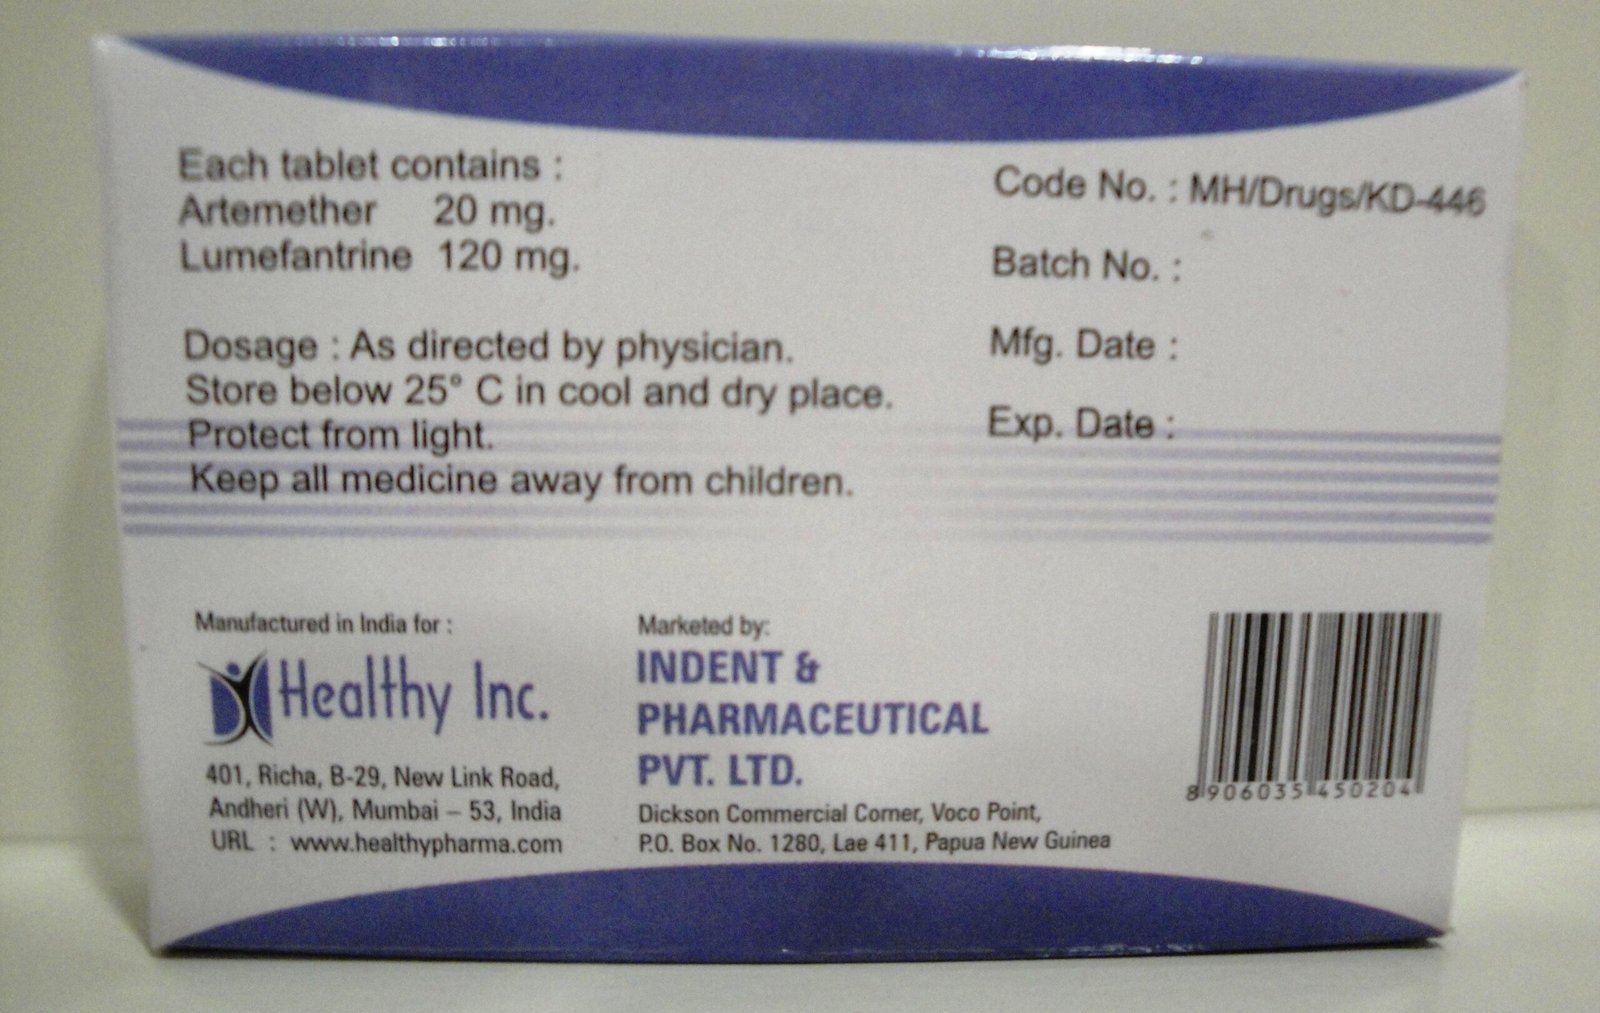 Each tablet contains :
Artemether 20 mg.
Lumefantrine 120 mg.
Dosage : As directed by physician.
Store below 25° C in cool and dry place.
Protect from light.
Keep all medicine away from children.
Code No. : MH/Drugs/KD-446
Batch No. :
Mfg. Date :
Exp. Date :
Manufactured in India for :
Healthy Inc.
401, Richa, B-29, New Link Road,
Andheri (W), Mumbai – 53, India
URL : www.healthypharma.com
Marketed by:
INDENT &
PHARMACEUTICAL
PVT. LTD.
Dickson Commercial Corner, Voco Point,
P.O. Box No. 1280, Lae 411, Papua New Guinea
8 906035 450204